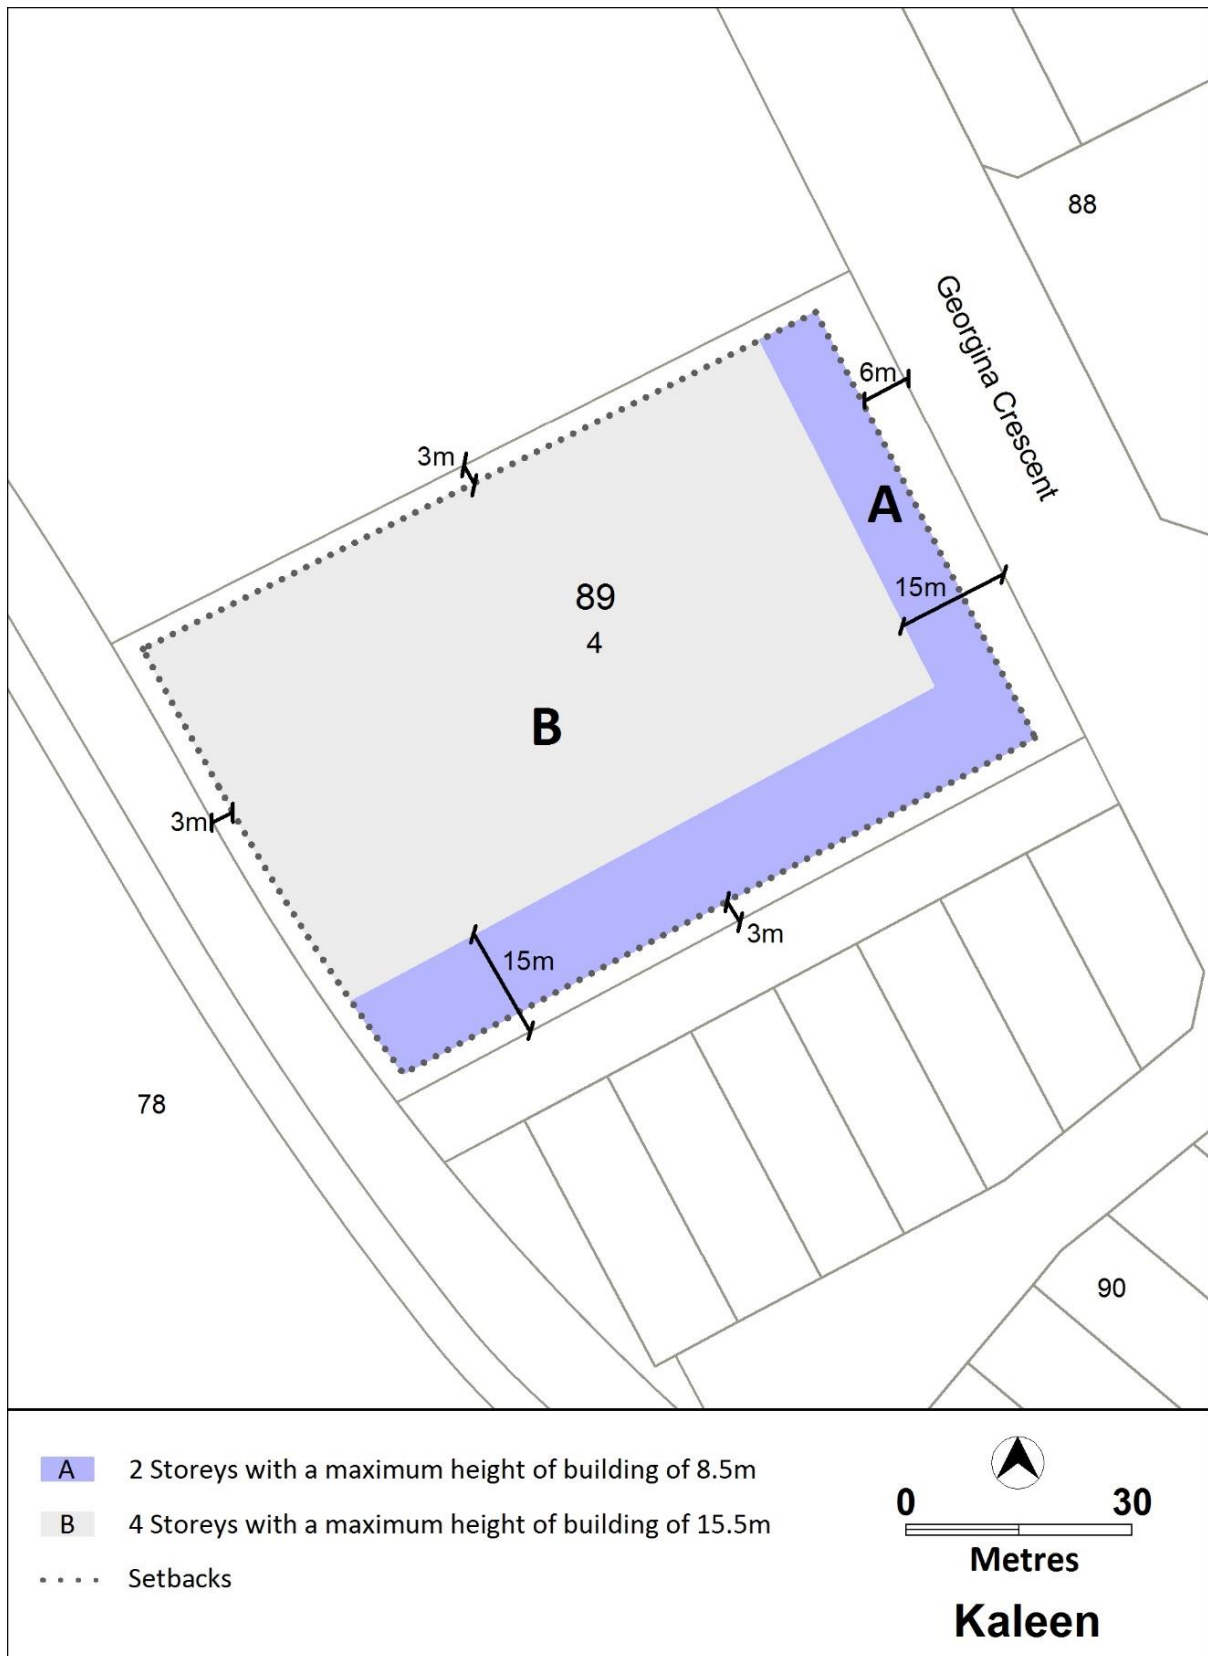 88
Georgina Crescent
6m
3m
A
89
15m
4
B
3m
3m
15m
78
90
A 2 Storeys with a maximum height of building of 8.5m
B 4 Storeys with a maximum height of building of 15.5m
Setbacks
0 30
Metres
Kaleen